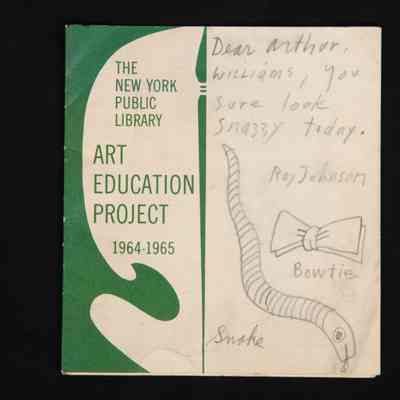 THE
NEW YORK
PUBLIC
LIBRARY
ART
EDUCATION
PROJECT
1964-1965
Dear arthur.
Williams, you
sure look
Snazzy today.
Ray Johnson
Bowtie
Snake